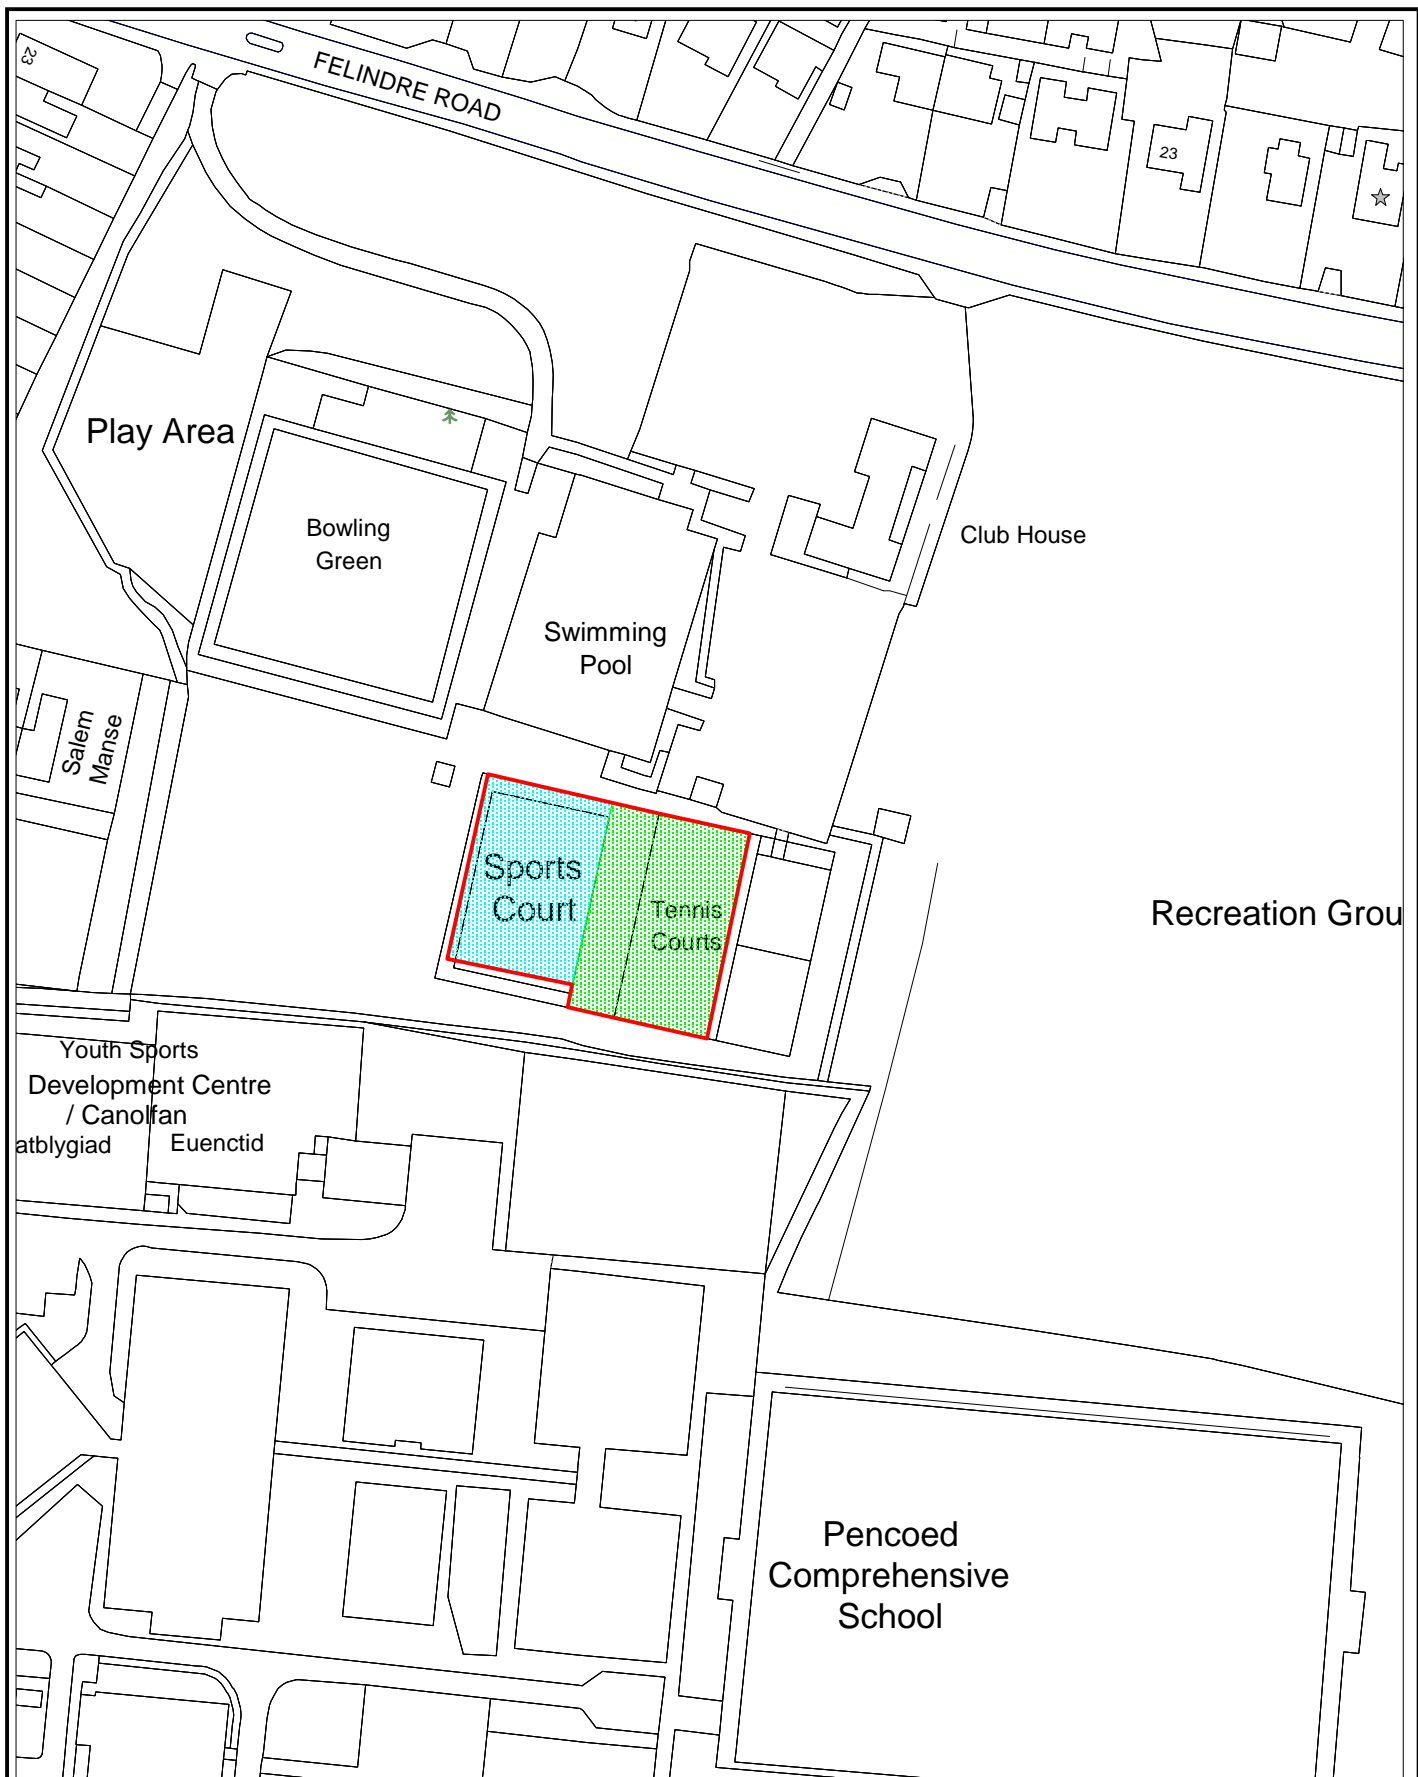 23
FELINDRE ROAD
23
Play Area
Bowling
Green
Club House
Swimming
Pool
Salem
Manse
Sports
Court
Tennis
Courts
Recreation Grou
Youth Sports
Development Centre
/ Canolfan
atblygiad
Euenctid
Pencoed
Comprehensive
School